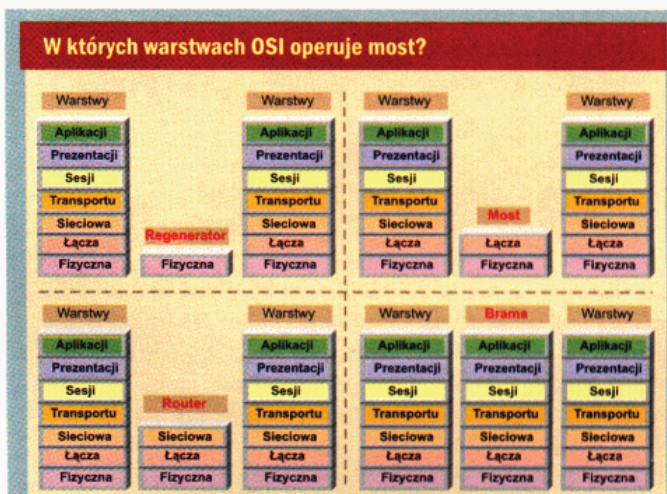 W których warstwach OSI operuje most?
Warstwy
Aplikacji
Prezentacji
Sesji
Transportu
Sieciowa
Łącza
Fizyczna
Regenerator
Fizyczna
Warstwy
Aplikacji
Prezentacji
Sesji
Transportu
Sieciowa
Łącza
Fizyczna
Warstwy
Aplikacji
Prezentacji
Sesji
Transportu
Sieciowa
Łącza
Fizyczna
Most
Łącza
Fizyczna
Warstwy
Aplikacji
Prezentacji
Sesji
Transportu
Sieciowa
Łącza
Fizyczna
Warstwy
Aplikacji
Prezentacji
Sesji
Transportu
Sieciowa
Łącza
Fizyczna
Router
Sieciowa
Łącza
Fizyczna
Warstwy
Aplikacji
Prezentacji
Sesji
Transportu
Sieciowa
Łącza
Fizyczna
Warstwy
Aplikacji
Prezentacji
Sesji
Transportu
Sieciowa
Łącza
Fizyczna
Brama
Aplikacji
Prezentacji
Sesji
Transportu
Sieciowa
Łącza
Fizyczna
Warstwy
Aplikacji
Prezentacji
Sesji
Transportu
Sieciowa
Łącza
Fizyczna